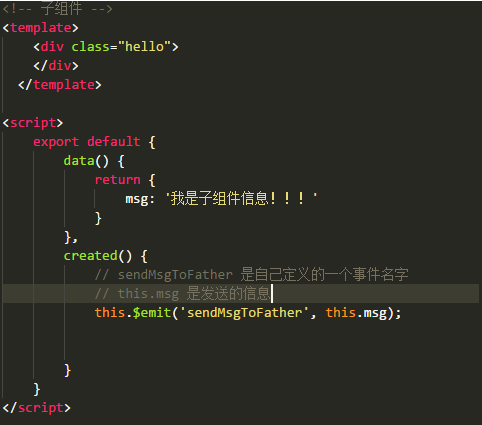 <!-- 子组件 -->
<template>
    <div class="hello">
    </div>
  </template>
<script>
    export default {
        data() {
            return {
                msg: '我是子组件信息！！！'
            }
        },
        created() {
            // sendMsgToFather 是自己定义的一个事件名字
            // this.msg 是发送的信息
            this.$emit('sendMsgToFather', this.msg);
        }
    }
</script>